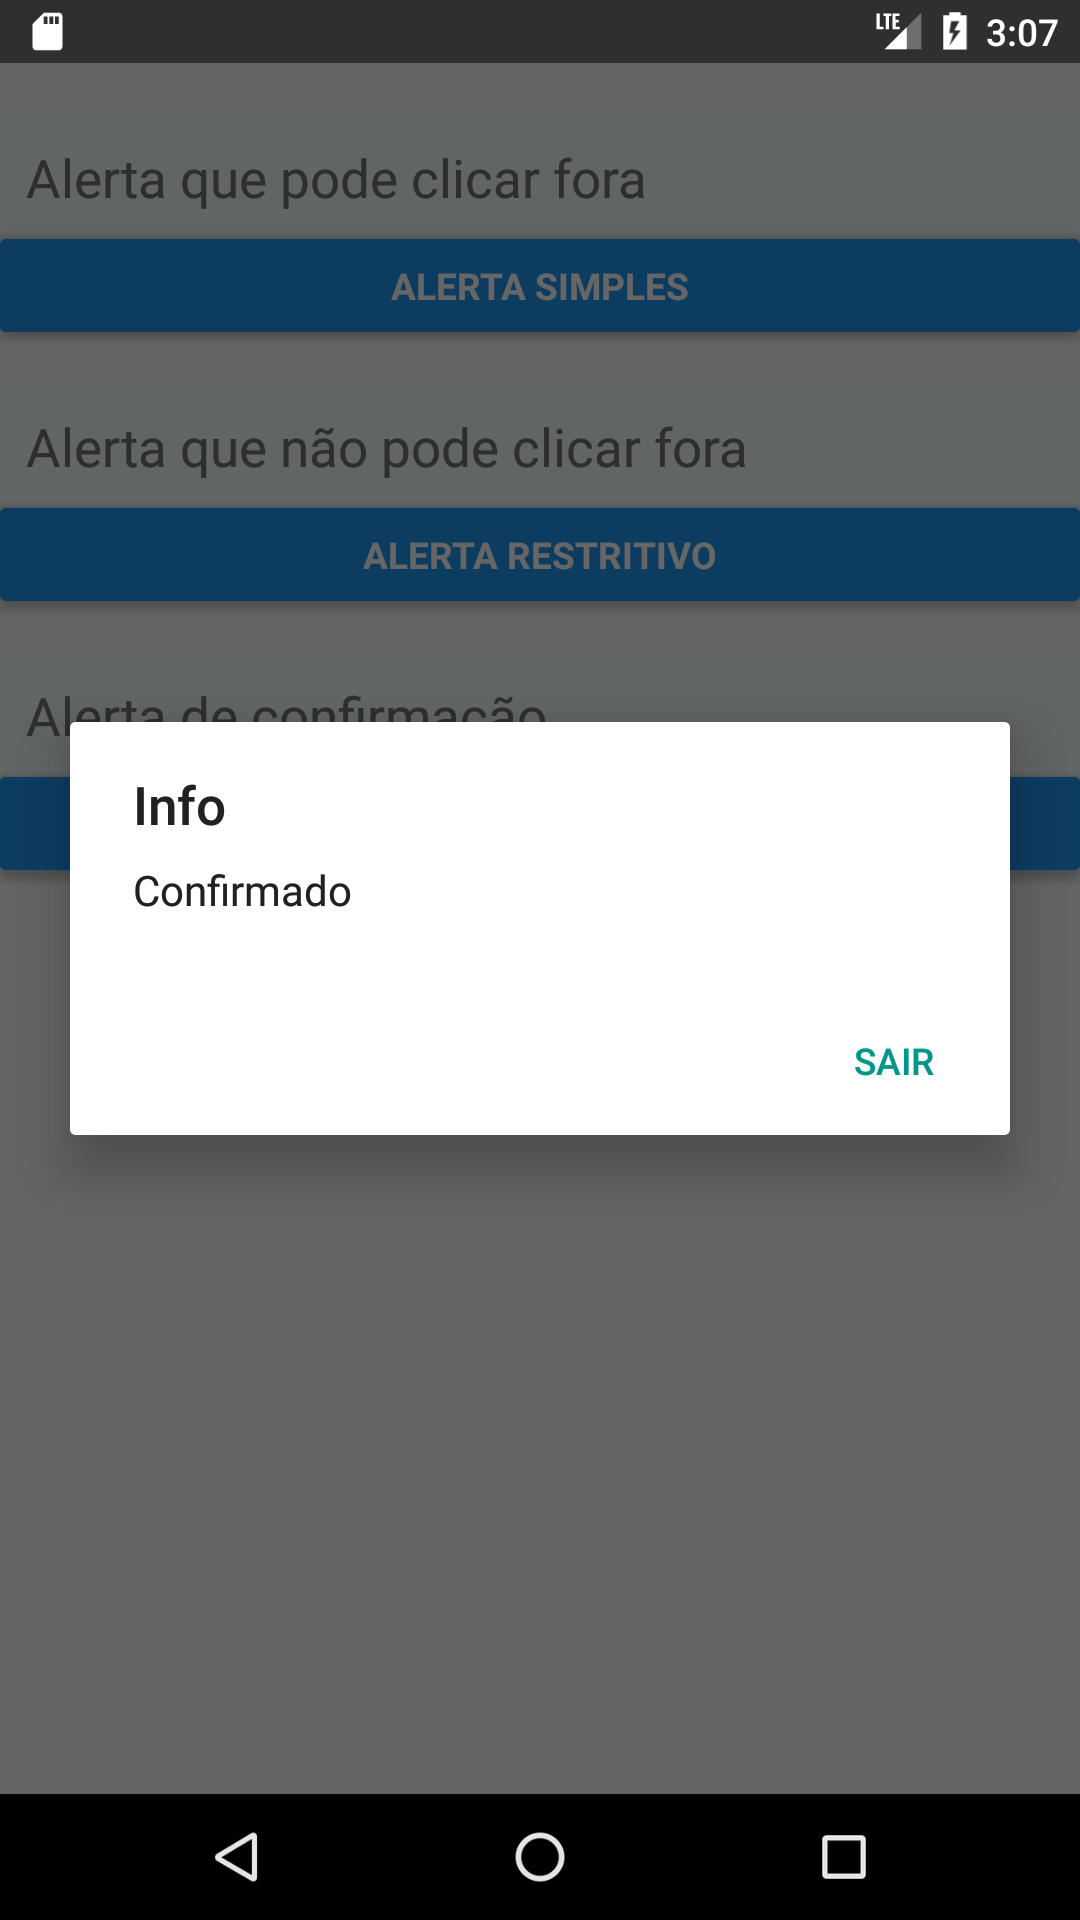 LTE 3:07
Alerta que pode clicar fora
ALERTA SIMPLES
Alerta que não pode clicar fora
ALERTA RESTRITIVO
Alerta de confirmação
Info
Confirmado
SAIR